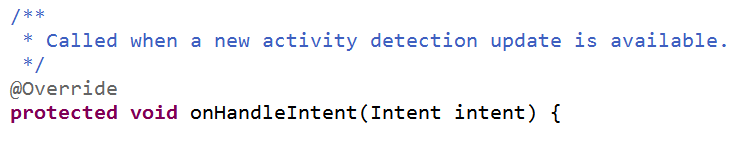 /**
 * Called when a new activity detection update is available.
 */
@Override
protected void onHandleIntent(Intent intent) {